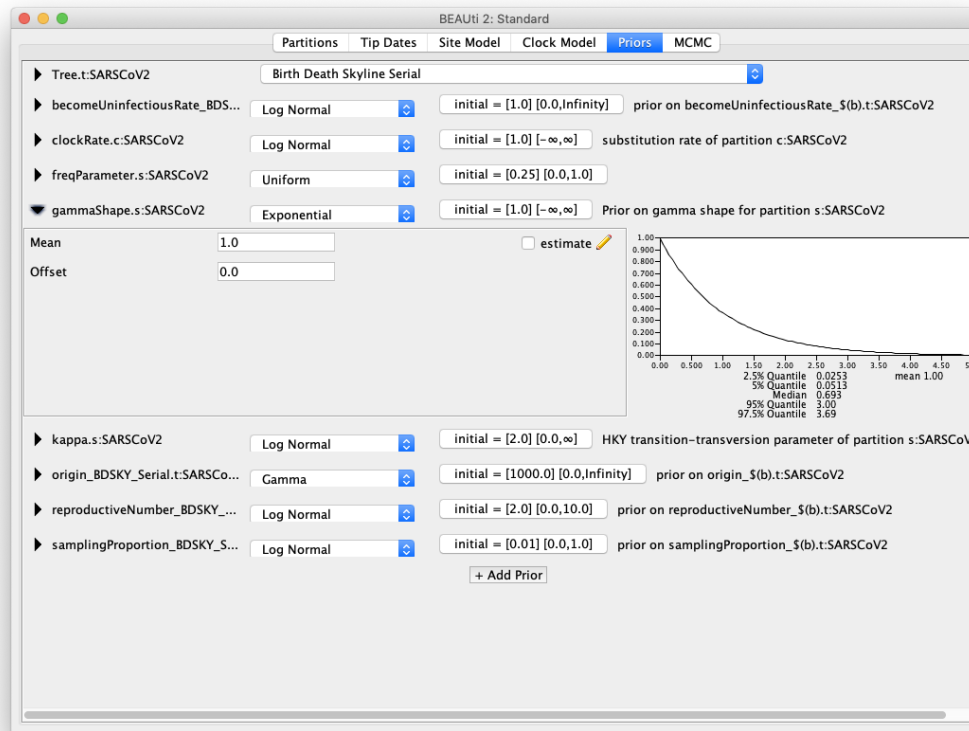 BEAUti 2: Standard
Partitions Tip Dates Site Model Clock Model Priors MCMC
Tree.t:SARSCoV2 Birth Death Skyline Serial
becomeUninfectiousRate_BDS... Log Normal initial = [1.0] [0.0,Infinity] prior on becomeUninfectiousRate_$(b).t:SARSCoV2
clockRate.c:SARSCoV2 Log Normal initial = [1.0] [-∞,∞] substitution rate of partition c:SARSCoV2
freqParameter.s:SARSCoV2 Uniform initial = [0.25] [0.0,1.0]
gammaShape.s:SARSCoV2 Exponential initial = [1.0] [-∞,∞] Prior on gamma shape for partition s:SARSCoV2
Mean 1.0 estimate
Offset 0.0
1.00
0.900
0.800
0.700
0.600
0.500
0.400
0.300
0.200
0.100
0.00
0.00 0.500 1.00 1.50 2.00 2.50 3.00 3.50 4.00 4.50 5
2.5% Quantile 0.0253 mean 1.00
5% Quantile 0.0513
Median 0.693
95% Quantile 3.00
97.5% Quantile 3.69
kappa.s:SARSCoV2 Log Normal initial = [2.0] [0.0,∞] HKY transition-transversion parameter of partition s:SARSCoV
origin_BDSKY_Serial.t:SARSCo... Gamma initial = [1000.0] [0.0,Infinity] prior on origin_$(b).t:SARSCoV2
reproductiveNumber_BDSKY_... Log Normal initial = [2.0] [0.0,10.0] prior on reproductiveNumber_$(b).t:SARSCoV2
samplingProportion_BDSKY_S... Log Normal initial = [0.01] [0.0,1.0] prior on samplingProportion_$(b).t:SARSCoV2
+ Add Prior